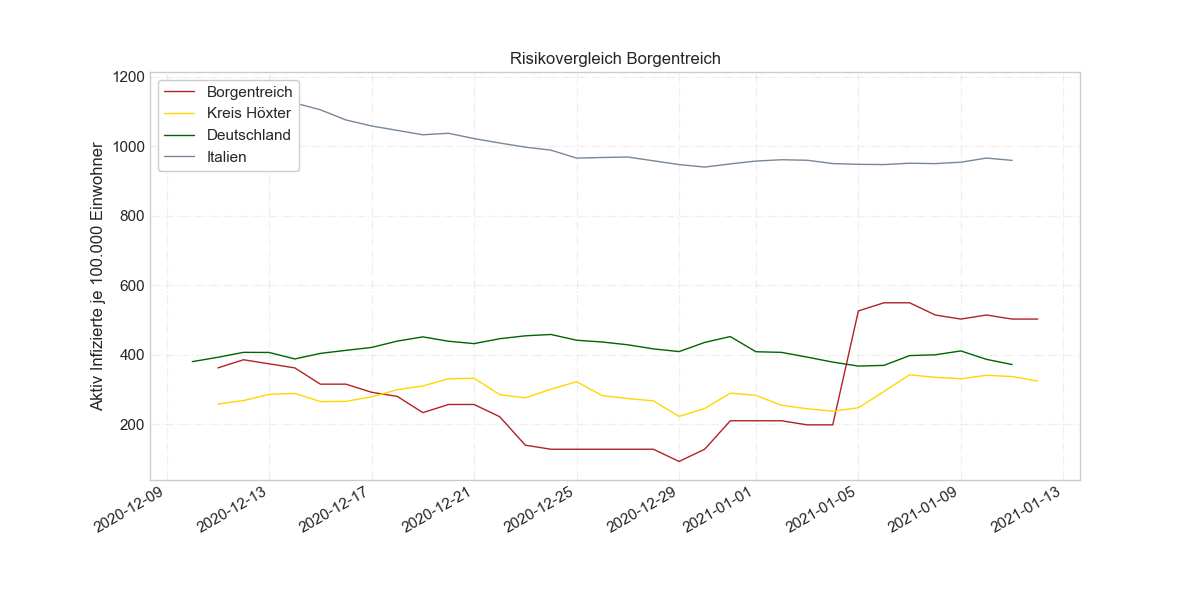 Risikovergleich Borgentreich
Aktiv Infizierte je 100.000 Einwohner
1200
1000
800
600
400
200
Borgentreich
Kreis Höxter
Deutschland
Italien
2020-12-09
2020-12-13
2020-12-17
2020-12-21
2020-12-25
2020-12-29
2021-01-01
2021-01-05
2021-01-09
2021-01-13